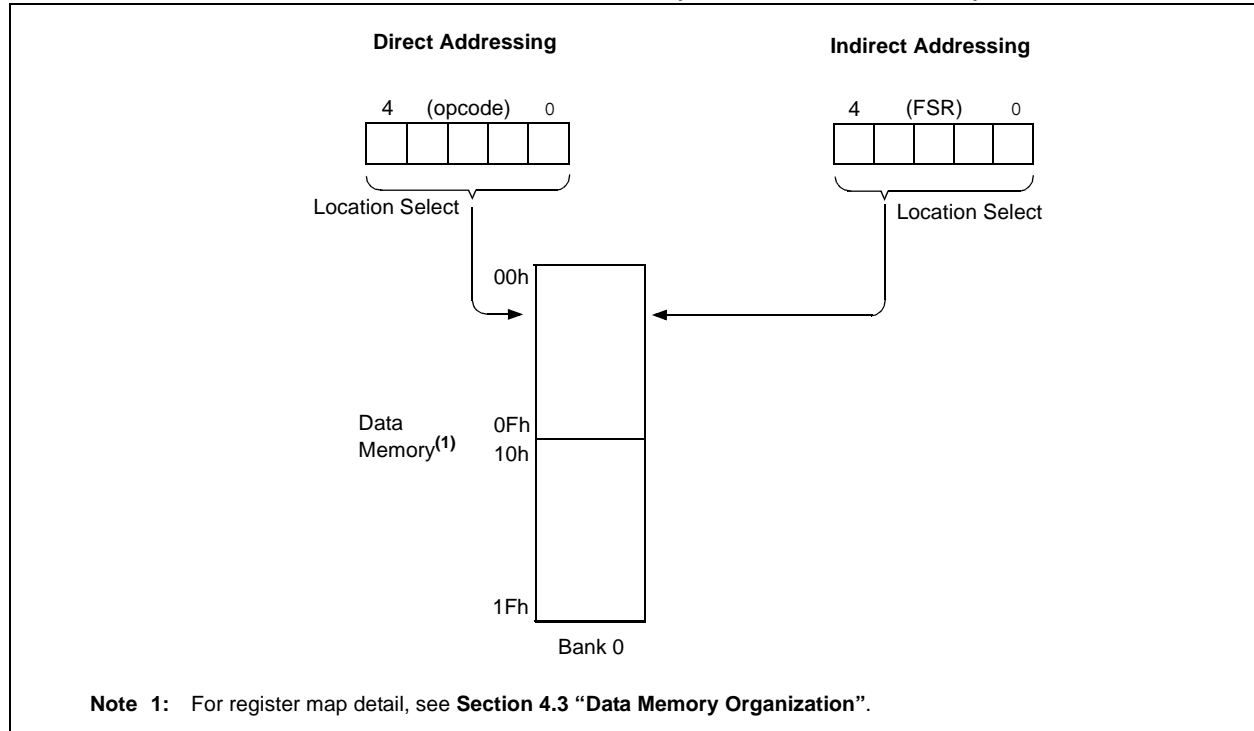 Direct Addressing
Indirect Addressing
4 (opcode) 0
4 (FSR) 0
Location Select
Location Select
00h
Data
Memory(1)
0Fh
10h
1Fh
Bank 0
Note 1: For register map detail, see Section 4.3 “Data Memory Organization”.